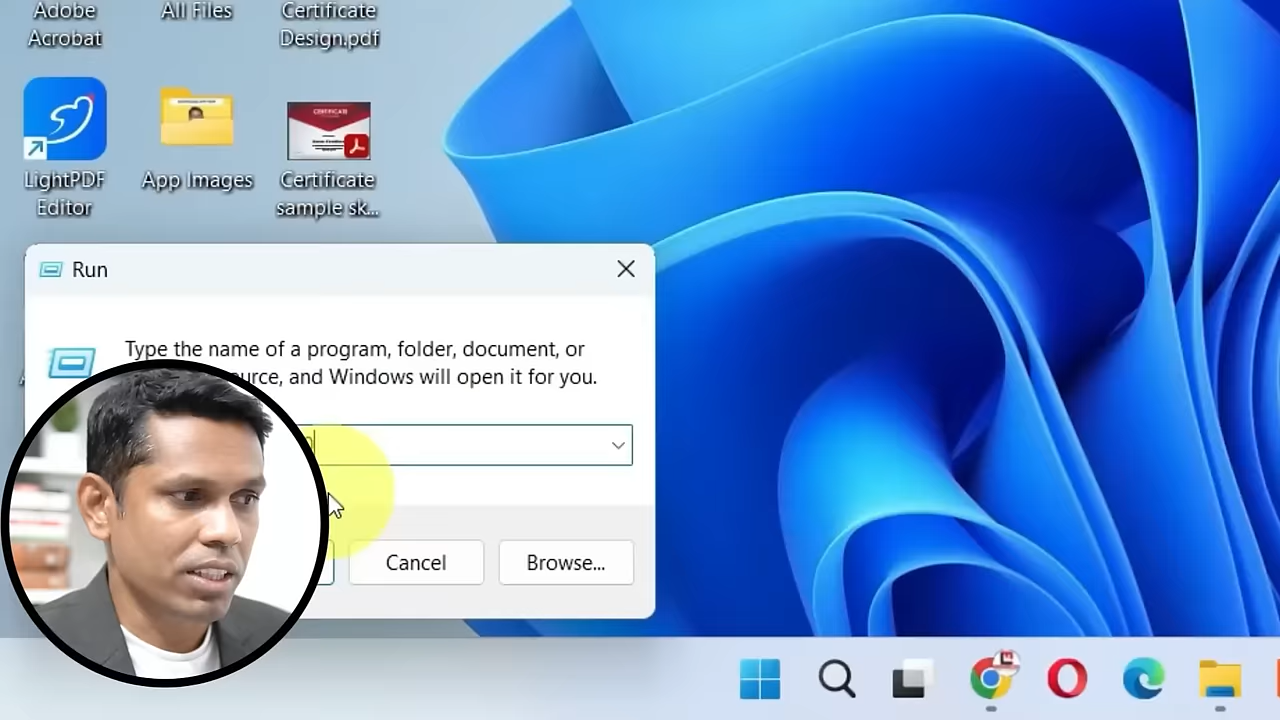 Adobe
Acrobat
All Files
Certificate
Design.pdf
LightPDF
Editor
App Images
CERTIFICATE
Certificate
sample sk...
Run
Type the name of a program, folder, document, or
urce, and Windows will open it for you.
Cancel
Browse...